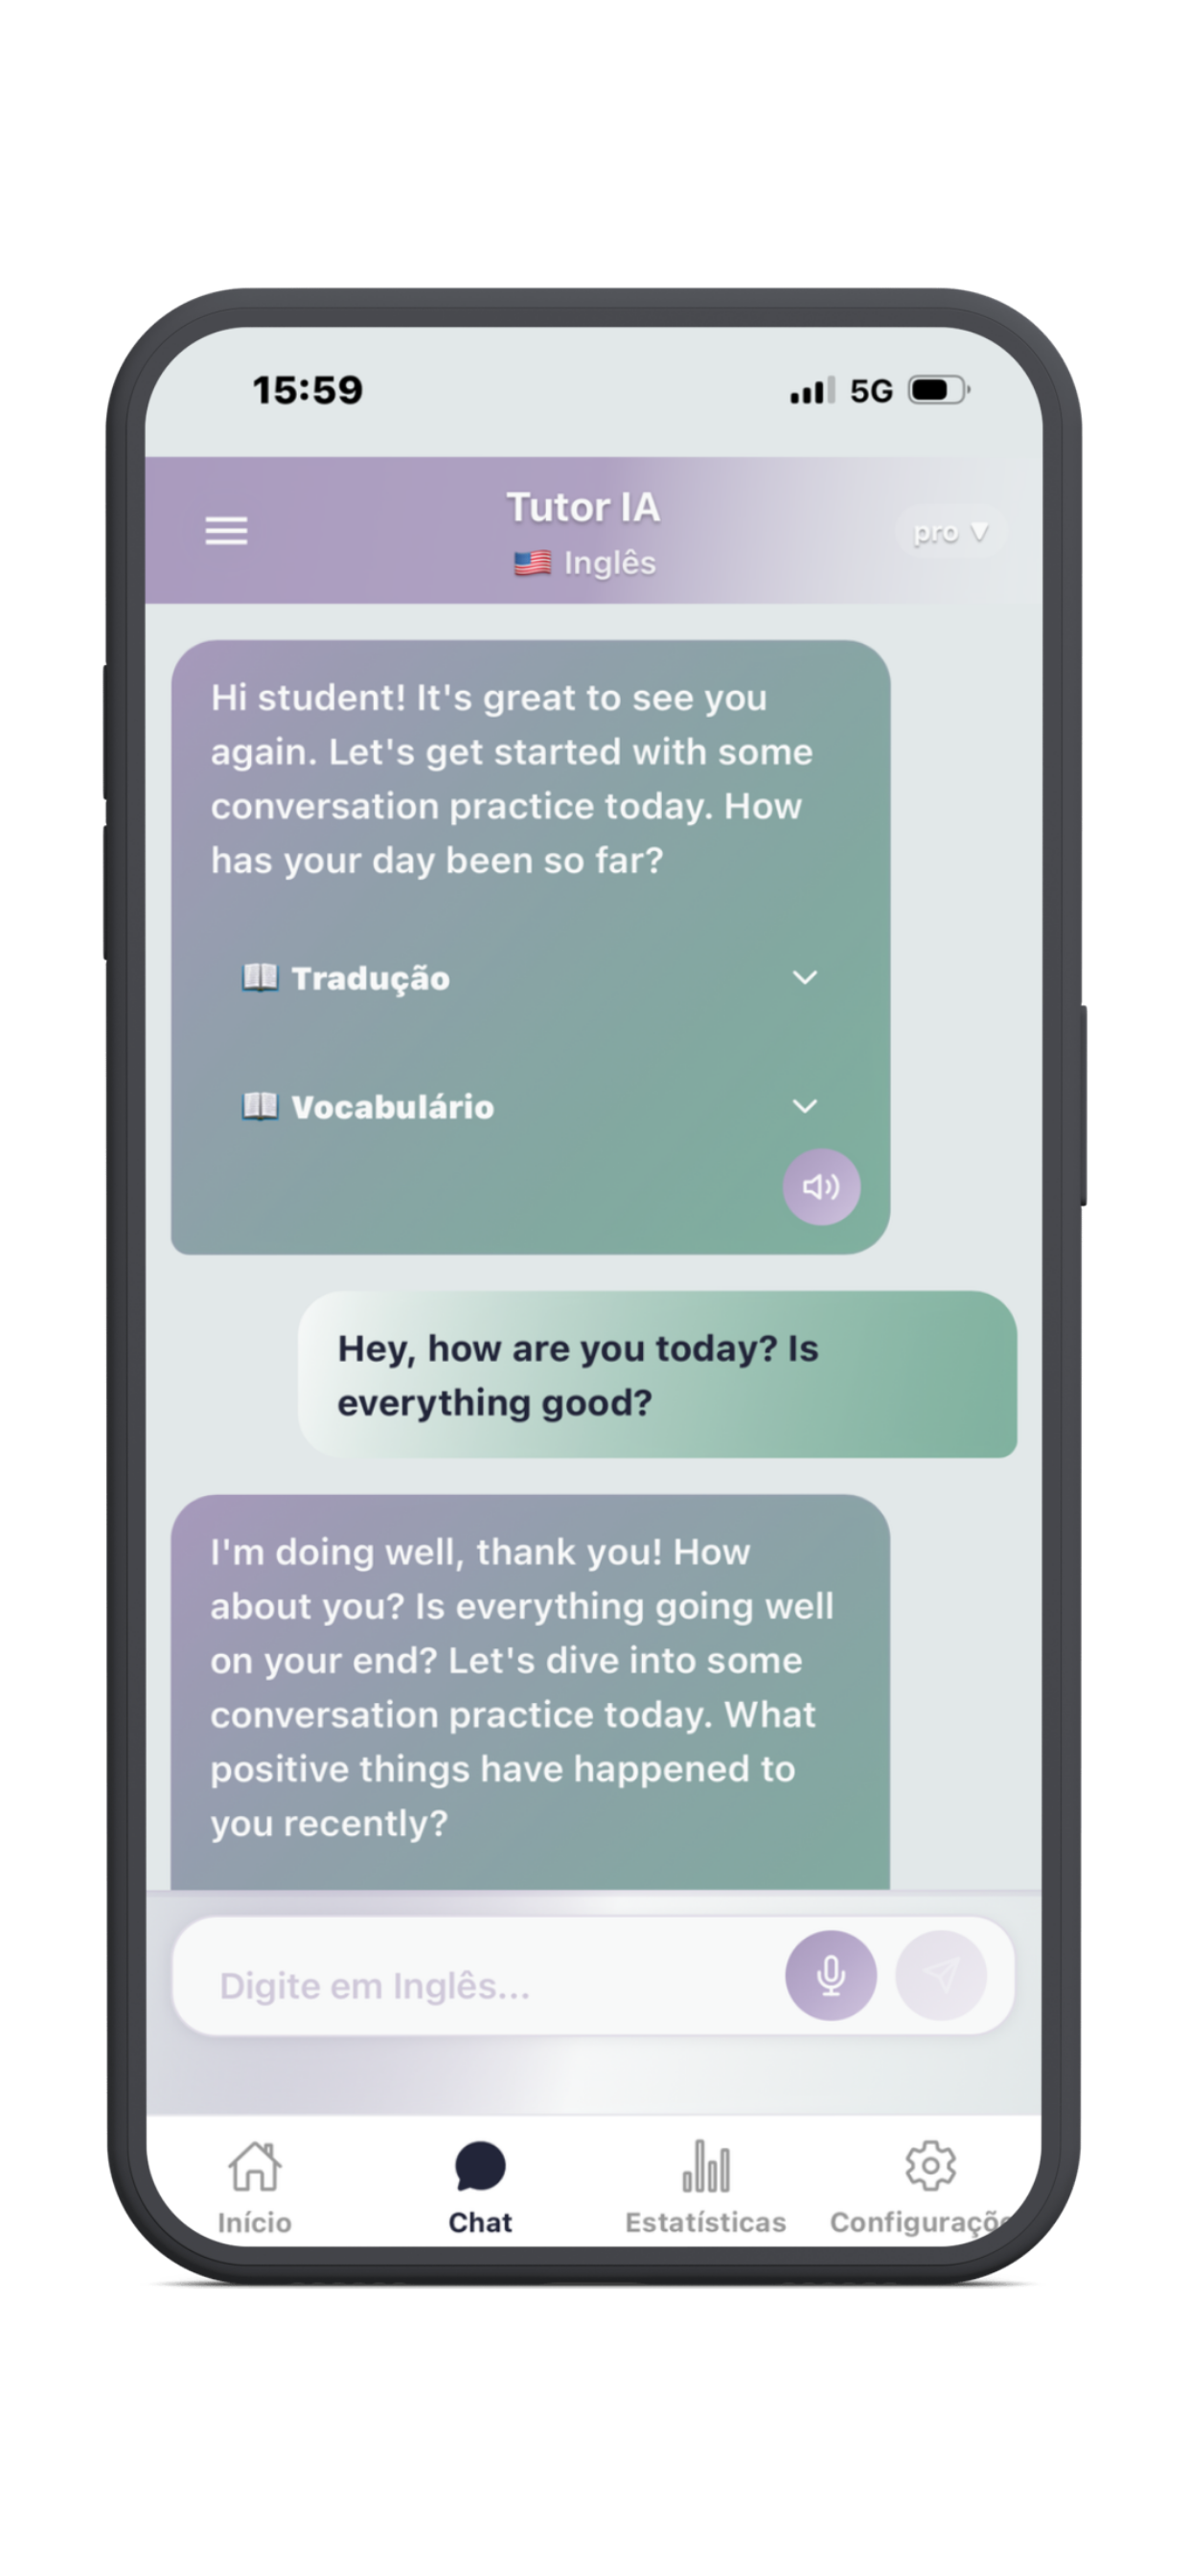 15:59
5G
Tutor IA
Inglês
pro ▼
Hi student! It's great to see you
again. Let's get started with some
conversation practice today. How
has your day been so far?
Tradução
Vocabulário
Hey, how are you today? Is
everything good?
I'm doing well, thank you! How
about you? Is everything going well
on your end? Let's dive into some
conversation practice today. What
positive things have happened to
you recently?
Digite em Inglês...
Início
Chat
Estatísticas